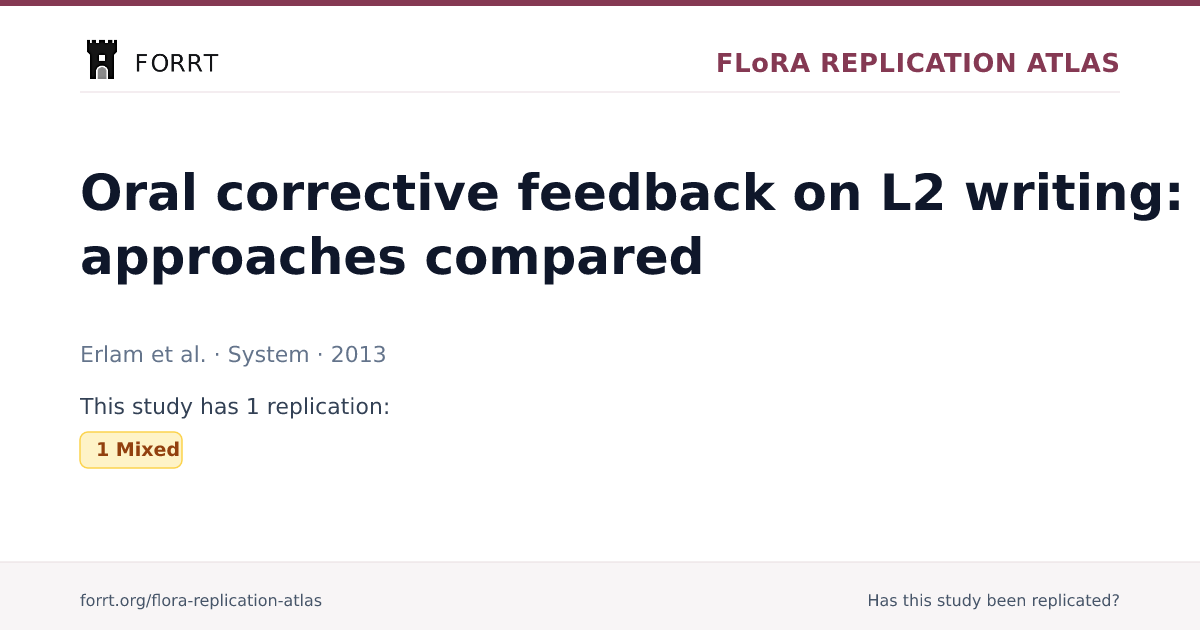 FORRT
FLoRA REPLICATION ATLAS
Oral corrective feedback on L2 writing:
approaches compared
Erlam et al. · System · 2013
This study has 1 replication:
1 Mixed
forrt.org/flora-replication-atlas
Has this study been replicated?